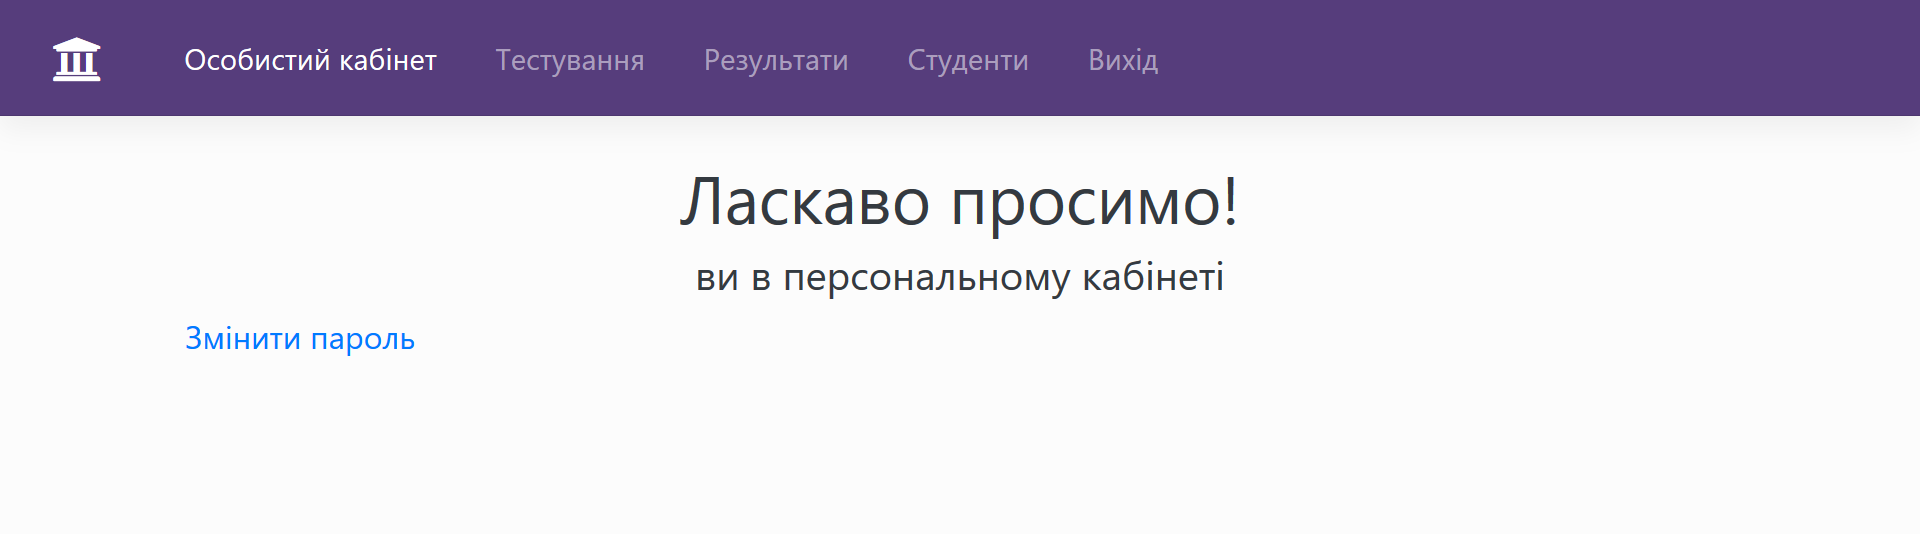 Особистий кабінет Тестування Результати Студенти Вихід
Ласкаво просимо!
ви в персональному кабінеті
Змінити пароль